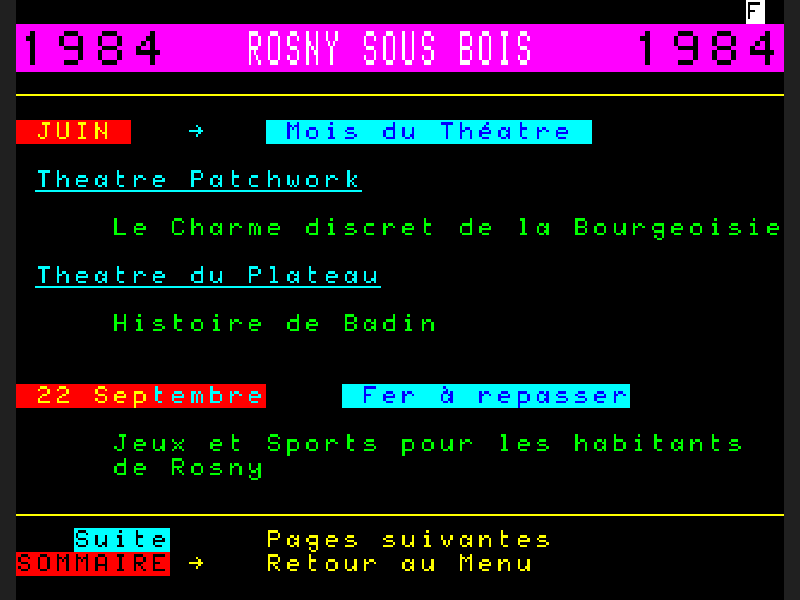 F
1984 ROSNY SOUS BOIS 1984
JUIN → Mois du Théatre
Theatre Patchwork
Le Charme discret de la Bourgeoisie
Theatre du Plateau
Histoire de Badin
22 Septembre Fer à repasser
Jeux et Sports pour les habitants
de Rosny
Suite Pages suivantes
SOMMAIRE → Retour au Menu